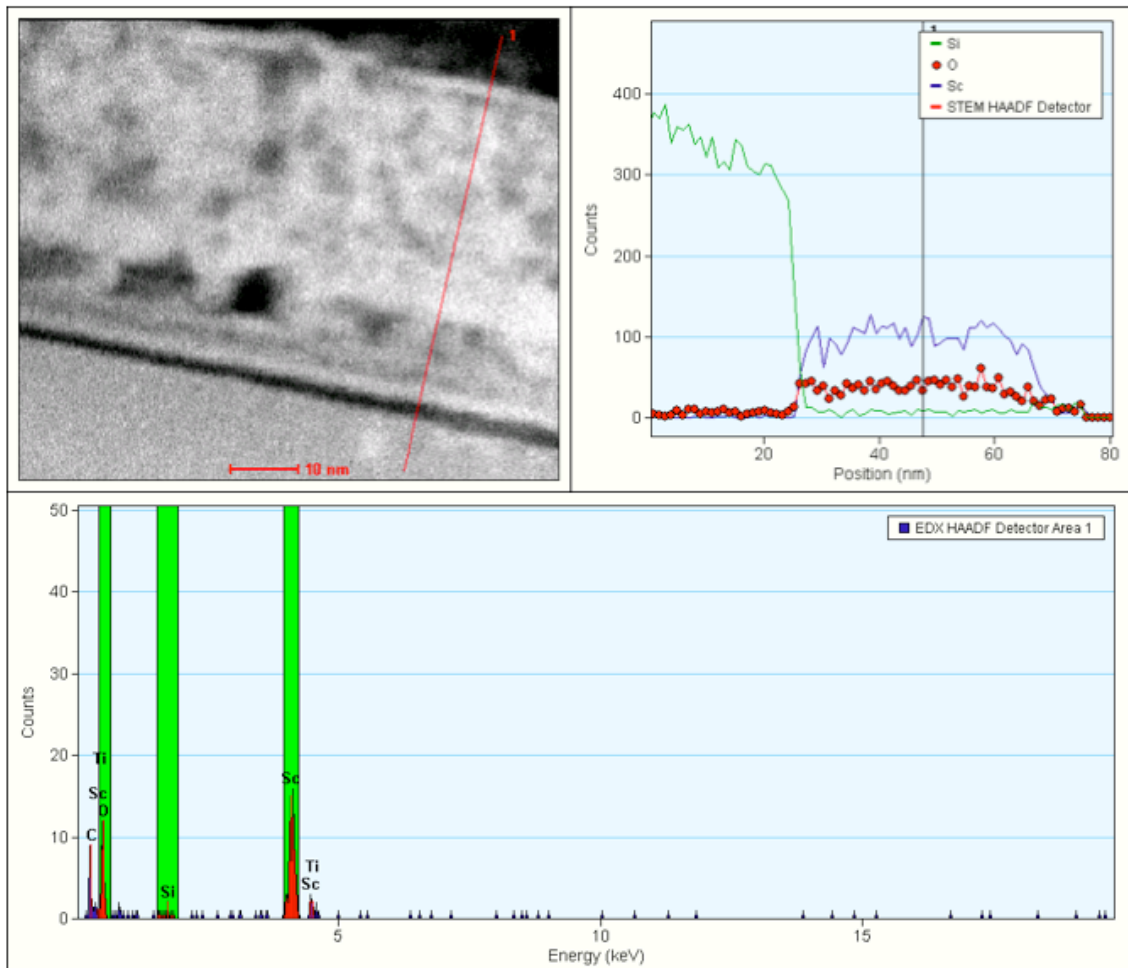 1
10 nm
1
Si
O
Sc
STEM HAADF Detector
400
300
200
100
0
Counts
20
40
60
80
Position (nm)
EDX HAADF Detector Area 1
50
40
30
20
10
0
Counts
Ti
Sc
O
C
Si
Sc
Ti
Sc
5
10
15
Energy (keV)